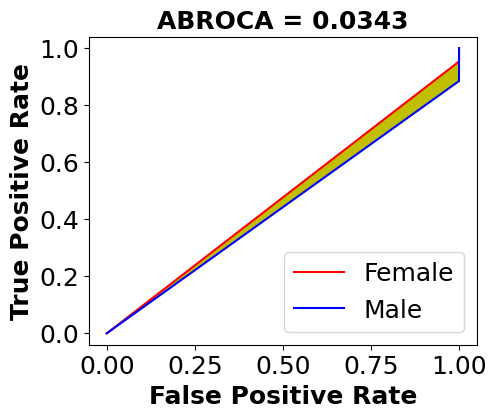 ABROCA = 0.0343
True Positive Rate
1.0
0.8
0.6
0.4
0.2
0.0
Female
Male
0.00 0.25 0.50 0.75 1.00
False Positive Rate